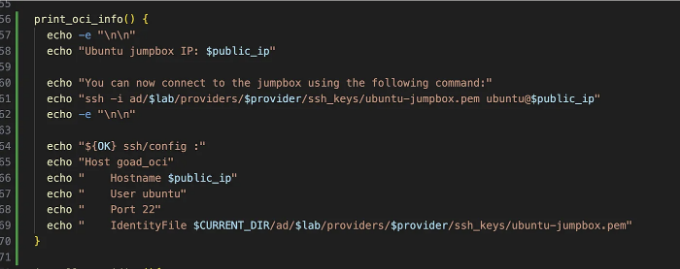 55
56 print_oci_info() {
57 echo -e "\n\n"
58 echo "Ubuntu jumpbox IP: $public_ip"
59
60 echo "You can now connect to the jumpbox using the following command:"
61 echo "ssh -i ad/$lab/providers/$provider/ssh_keys/ubuntu-jumpbox.pem ubuntu@$public_ip"
62 echo -e "\n\n"
63
64 echo "${OK} ssh/config :"
65 echo "Host goad_oci"
66 echo "    Hostname $public_ip"
67 echo "    User ubuntu"
68 echo "    Port 22"
69 echo "    IdentityFile $CURRENT_DIR/ad/$lab/providers/$provider/ssh_keys/ubuntu-jumpbox.pem"
70 }
71